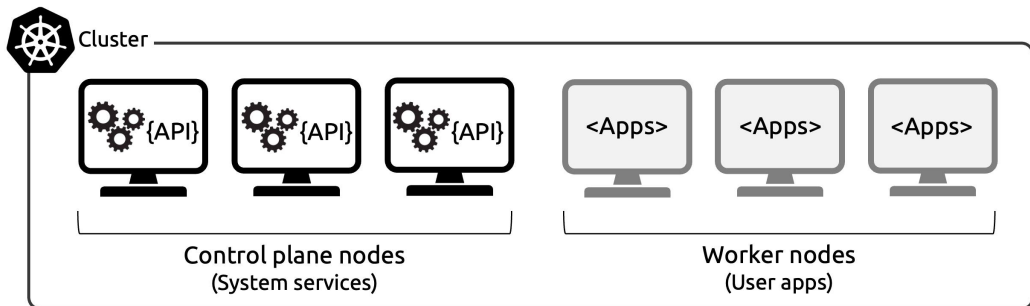 Cluster
{API}
{API}
{API}
<Apps>
<Apps>
<Apps>
Control plane nodes
(System services)
Worker nodes
(User apps)